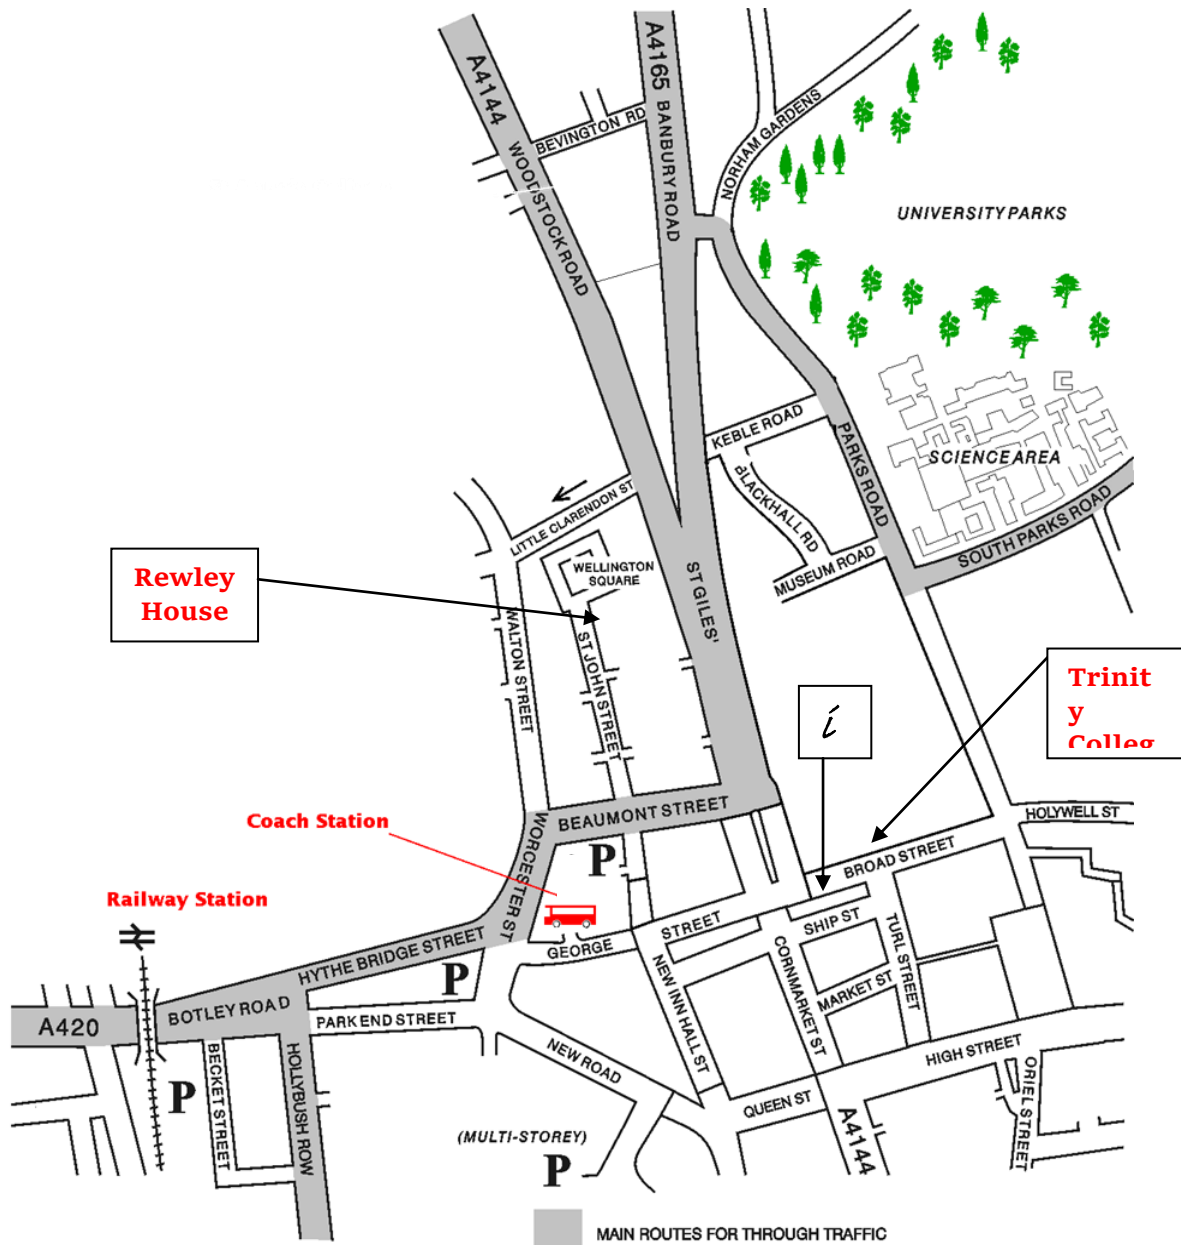 A4144
WOODSTOCK ROAD
A4165
BANBURY ROAD
BEVINGTON RD
NORHAM GARDENS
UNIVERSITY PARKS
KEBLE ROAD
PARKS ROAD
SCIENCE AREA
BLACKHALL RD
SOUTH PARKS ROAD
MUSEUM ROAD
LITTLE CLARENDON ST
WELLINGTON
SQUARE
ST GILES'
Rewley
House
WALTON STREET
ST JOHN STREET
Trinit
y
Colleg
i
BEAUMONT STREET
HOLYWELL ST
Coach Station
WORCESTER ST
P
BROAD STREET
Railway Station
SHIP ST
STREET
GEORGE
TURL STREET
HYTHE BRIDGE STREET
P
CORNMARKET ST
NEW INN HALL ST
MARKET ST
BOTLEY ROAD
PARK END STREET
A420
NEW ROAD
HIGH STREET
BECKET STREET
HOLLYBUSH ROW
P
QUEEN ST
ORIEL STREET
A4144
(MULTI-STOREY)
P
MAIN ROUTES FOR THROUGH TRAFFIC